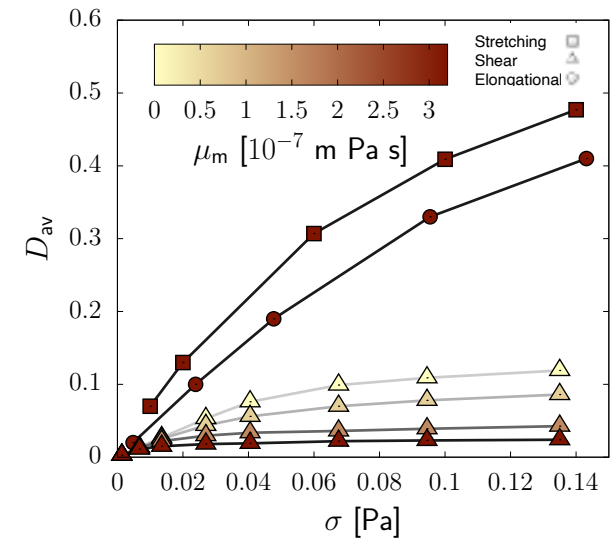 0.6
0.5
0.4
0.3
0.2
0.1
0
D_av
Stretching
Shear
Elongational
0 0.5 1 1.5 2 2.5 3
μ_m [10⁻⁷ m Pa s]
0 0.02 0.04 0.06 0.08 0.1 0.12 0.14
σ [Pa]